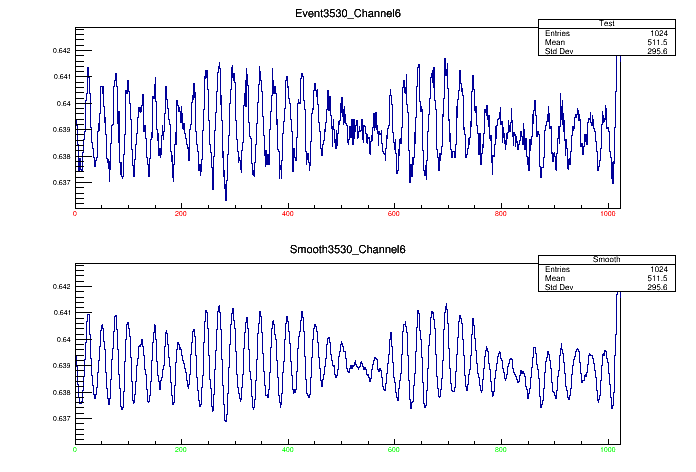 Event3530_Channel6
Test
Entries 1024
Mean 511.5
Std Dev 295.6
0.642
0.641
0.64
0.639
0.638
0.637
0 200 400 600 800 1000
Smooth3530_Channel6
Smooth
Entries 1024
Mean 511.5
Std Dev 295.6
0.642
0.641
0.64
0.639
0.638
0.637
0 200 400 600 800 1000